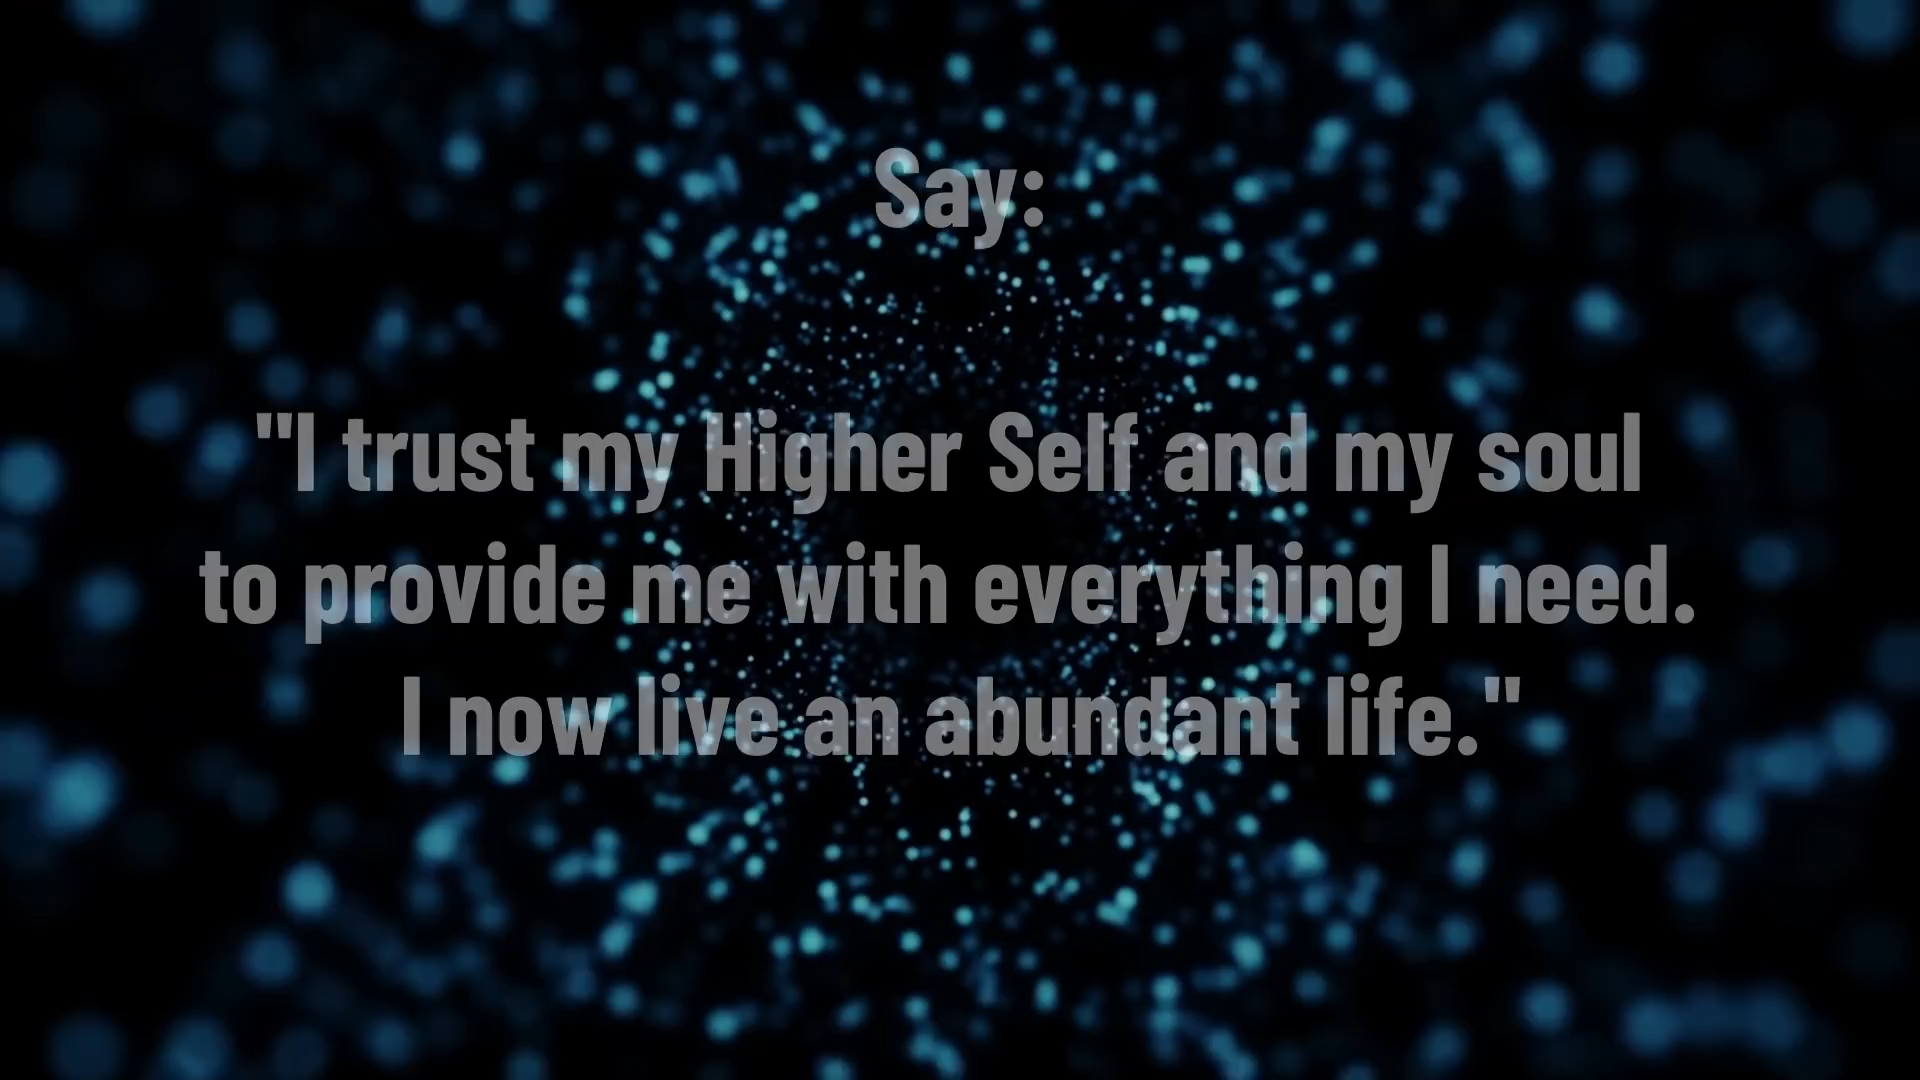 Say:
"I trust my Higher Self and my soul
to provide me with everything I need.
I now live an abundant life."